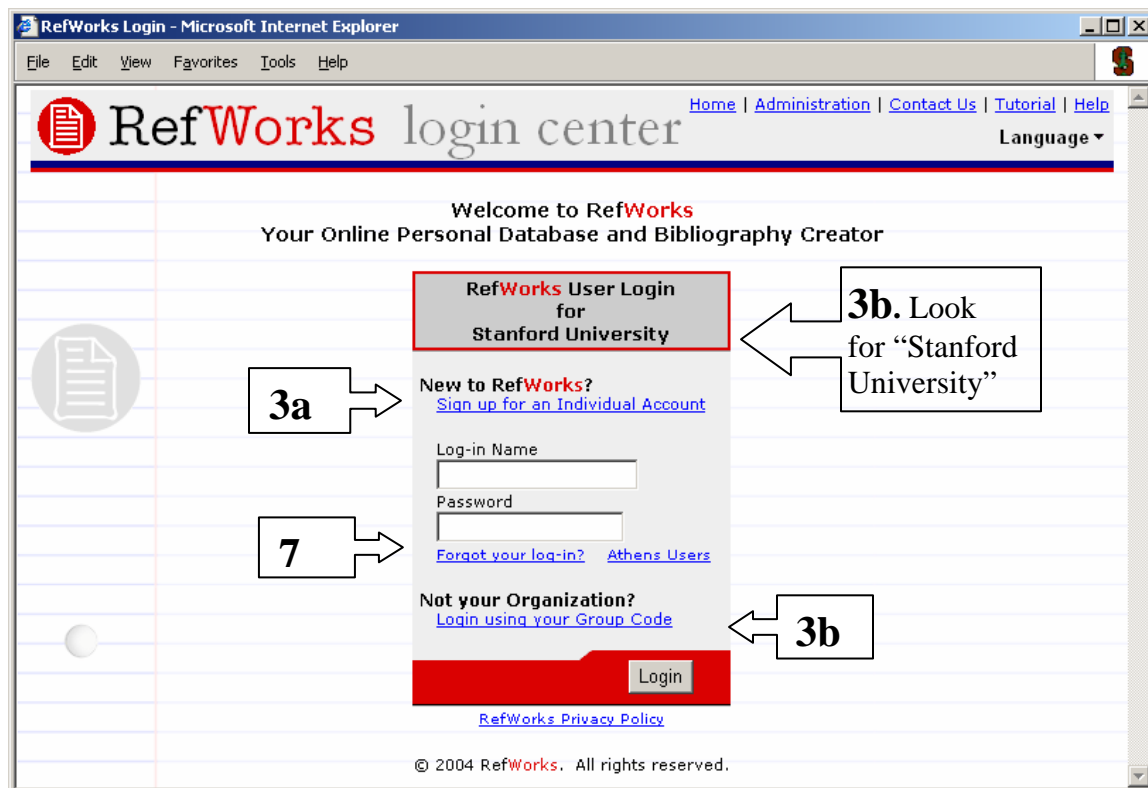 RefWorks Login - Microsoft Internet Explorer
File Edit View Favorites Tools Help
RefWorks login center
Home | Administration | Contact Us | Tutorial | Help
Language
Welcome to RefWorks
Your Online Personal Database and Bibliography Creator
RefWorks User Login
for
Stanford University
3b. Look
for “Stanford
University”
New to RefWorks?
Sign up for an Individual Account
3a
Log-in Name
Password
7
Forgot your log-in? Athens Users
Not your Organization?
Login using your Group Code
3b
Login
RefWorks Privacy Policy
© 2004 RefWorks. All rights reserved.